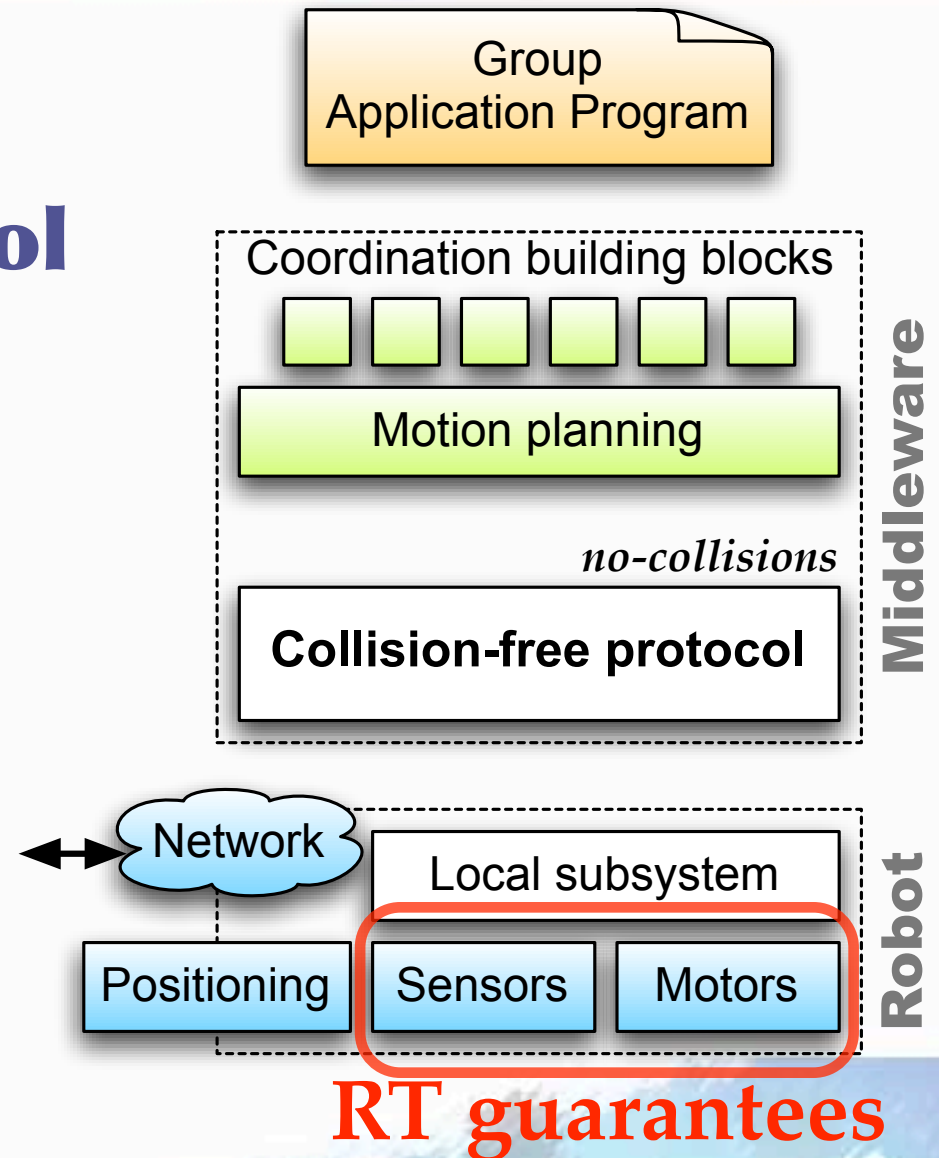 Group
Application Program
ol
Coordination building blocks
Motion planning
no-collisions
Collision-free protocol
Middleware
Network
Local subsystem
Positioning
Sensors
Motors
Robot
RT guarantees